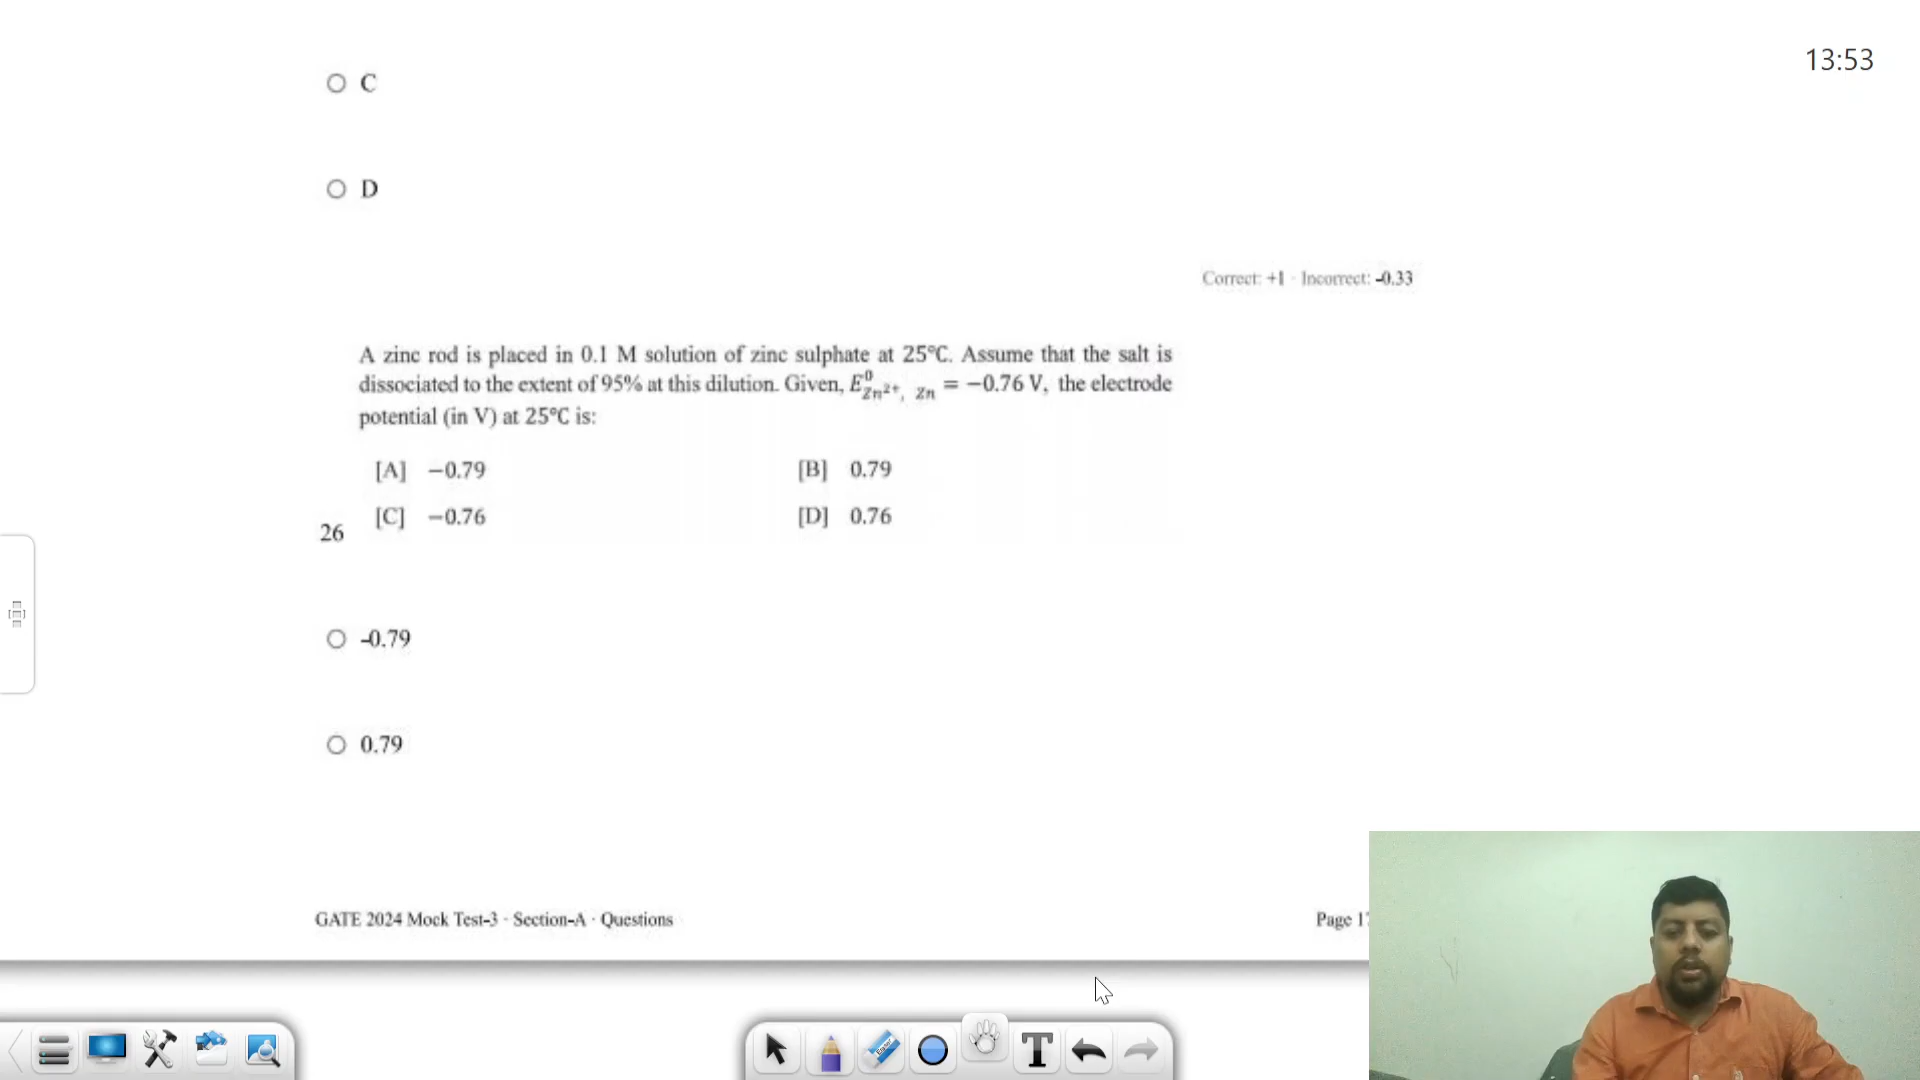 13:53
C
D
Correct: +1 · Incorrect: -0.33
A zinc rod is placed in 0.1 M solution of zinc sulphate at 25°C. Assume that the salt is
dissociated to the extent of 95% at this dilution. Given, E⁰Zn²⁺, Zn = −0.76 V, the electrode
potential (in V) at 25°C is:
[A] −0.79 [B] 0.79
[C] −0.76 [D] 0.76
26
-0.79
0.79
GATE 2024 Mock Test-3 · Section-A · Questions
Page
Eraser
T